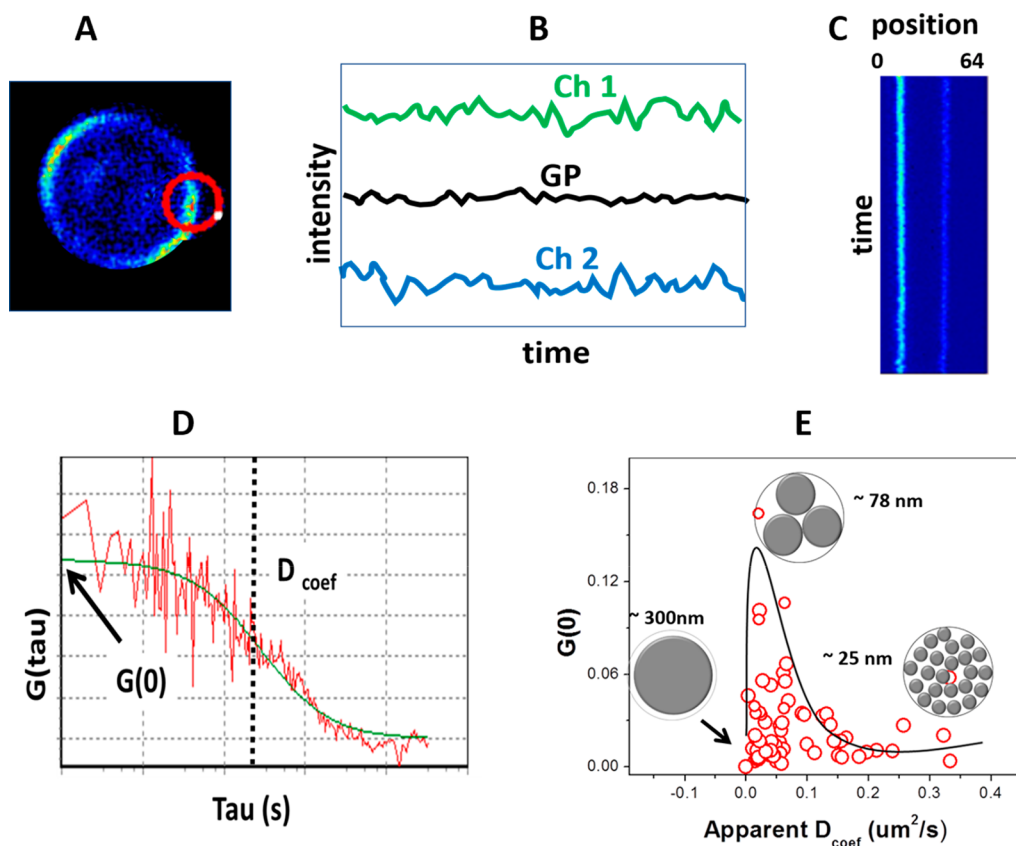 A
B
C
position
0 64
time
Ch 1
GP
Ch 2
intensity
time
D
G(tau)
G(0)
D coef
Tau (s)
E
G(0)
0.18
0.12
0.06
0.00
~ 78 nm
~ 300nm
~ 25 nm
-0.1 0.0 0.1 0.2 0.3 0.4
Apparent D coef (um²/s)